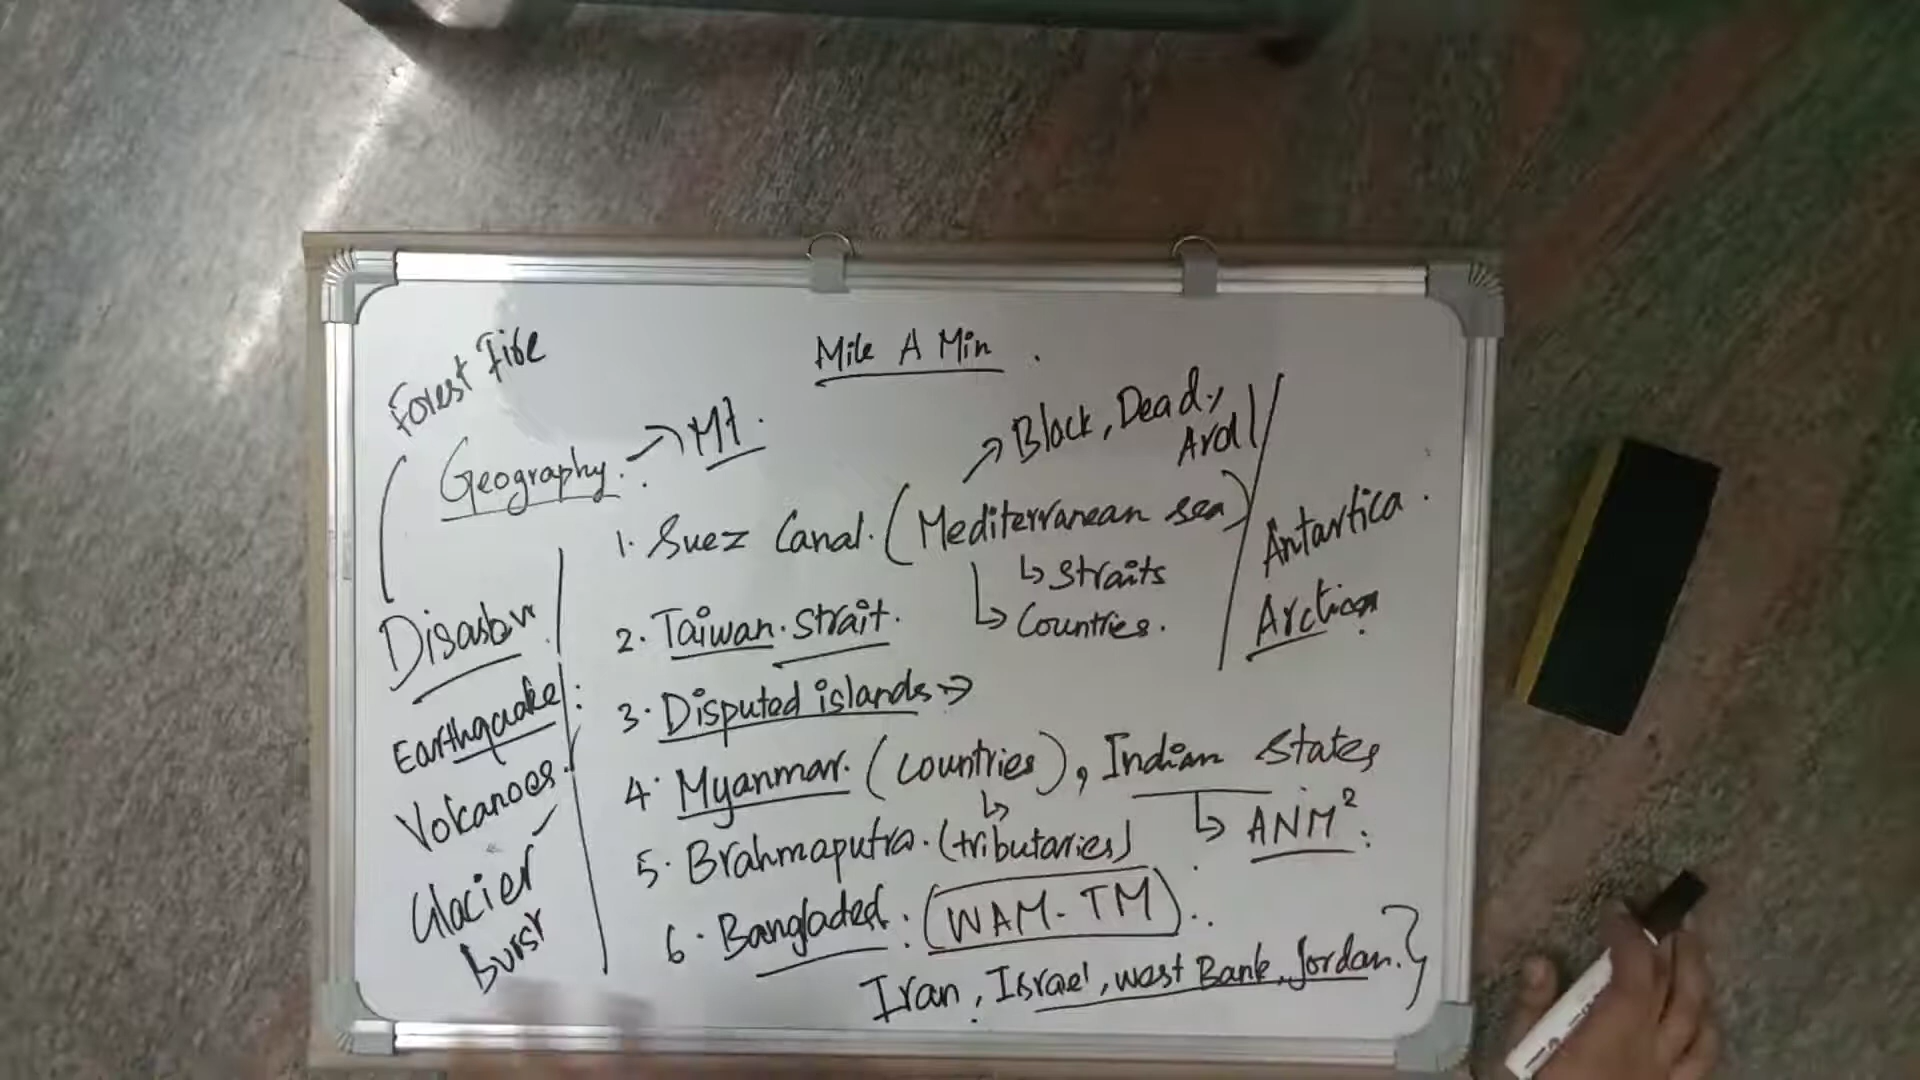 Mile A Min.
Forest Fire
Geography. → Mt.
→ Black, Dead,
Aral
1. Suez Canal. (Mediterranean sea)
↳ straits
↳ Countries.
Antartica.
Arctic
Disaster
2. Taiwan. Strait.
3. Disputed islands →
Earthquake:
4. Myanmar. (countries), Indian States
↳ ANM²:
Volcanoes.
5. Brahmaputra. (tributaries)
Glacier
Burst
6. Banglades. (WAM-TM)..
Iran, Israel, west Bank, Jordan.}